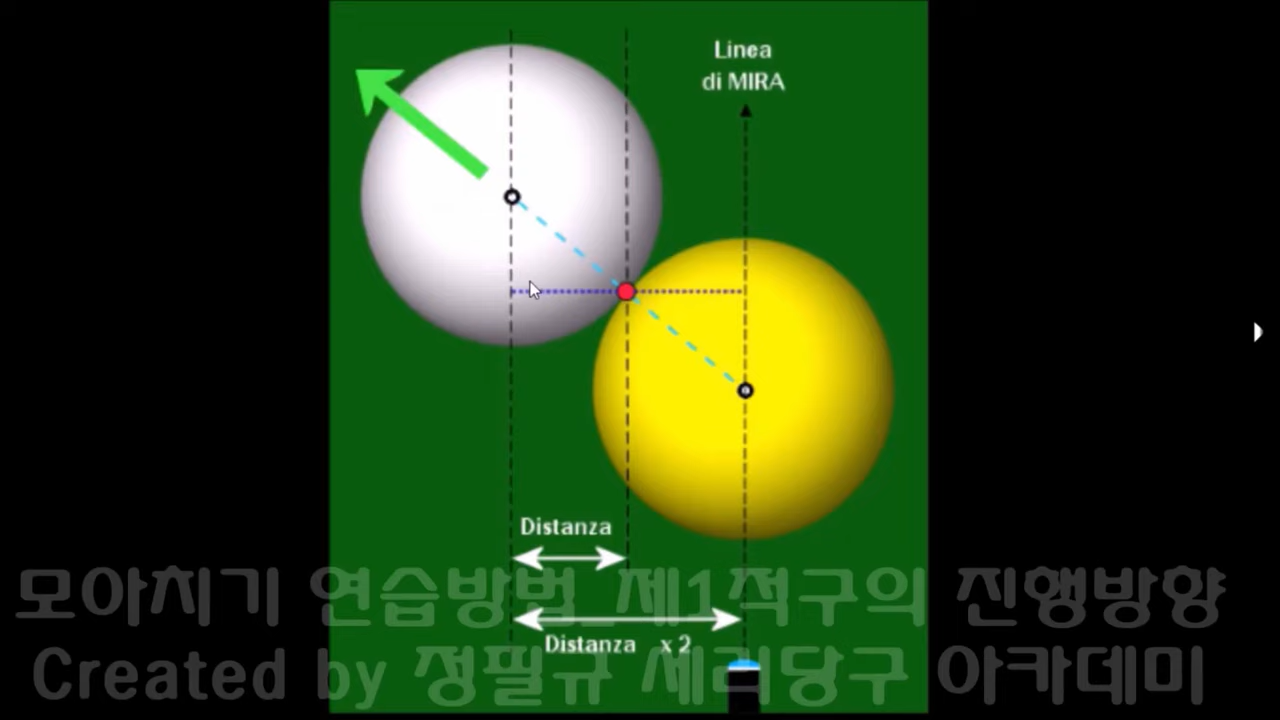 Linea
di MIRA
Distanza
모아치기 연습방법_제1적구의 진행방향
Distanza x 2
Created by 정필규 세리당구 아카데미